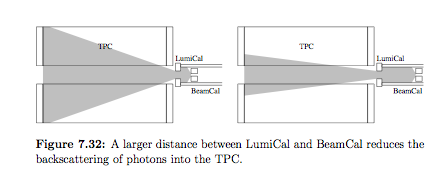 TPC
LumiCal
BeamCal
TPC
LumiCal
BeamCal
Figure 7.32: A larger distance between LumiCal and BeamCal reduces the
backscattering of photons into the TPC.